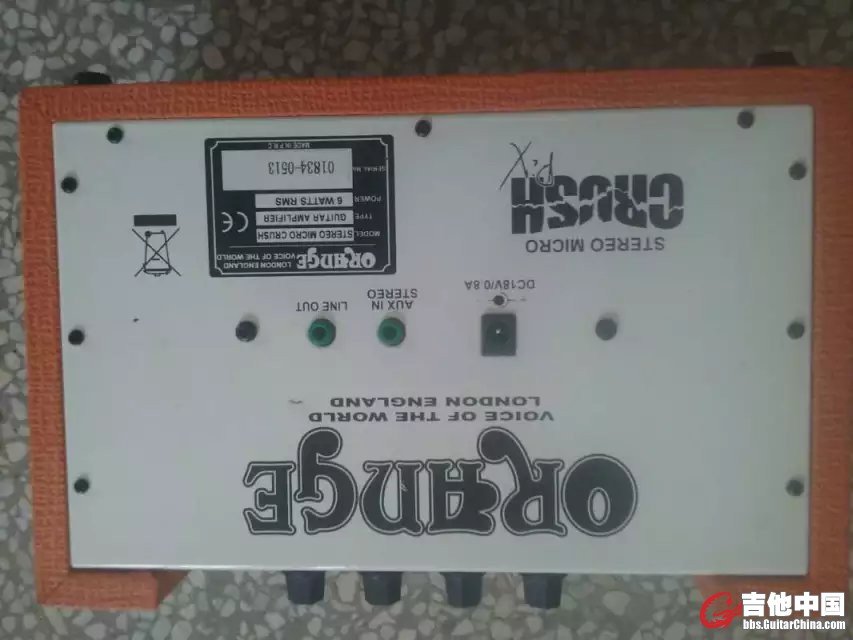 ORANGE
VOICE OF THE WORLD
LONDON ENGLAND
DC18V/0.8A
AUX IN
STEREO
LINE OUT
STEREO MICRO
CRUSH
PiX
ORANGE
LONDON ENGLAND
VOICE OF THE WORLD
MODEL STEREO MICRO CRUSH
TYPE GUITAR AMPLIFIER
POWER 6 WATTS RMS
CE
SERIAL No. 01834-0513
MADE IN P.R.C
吉他中国
bbs.GuitarChina.com